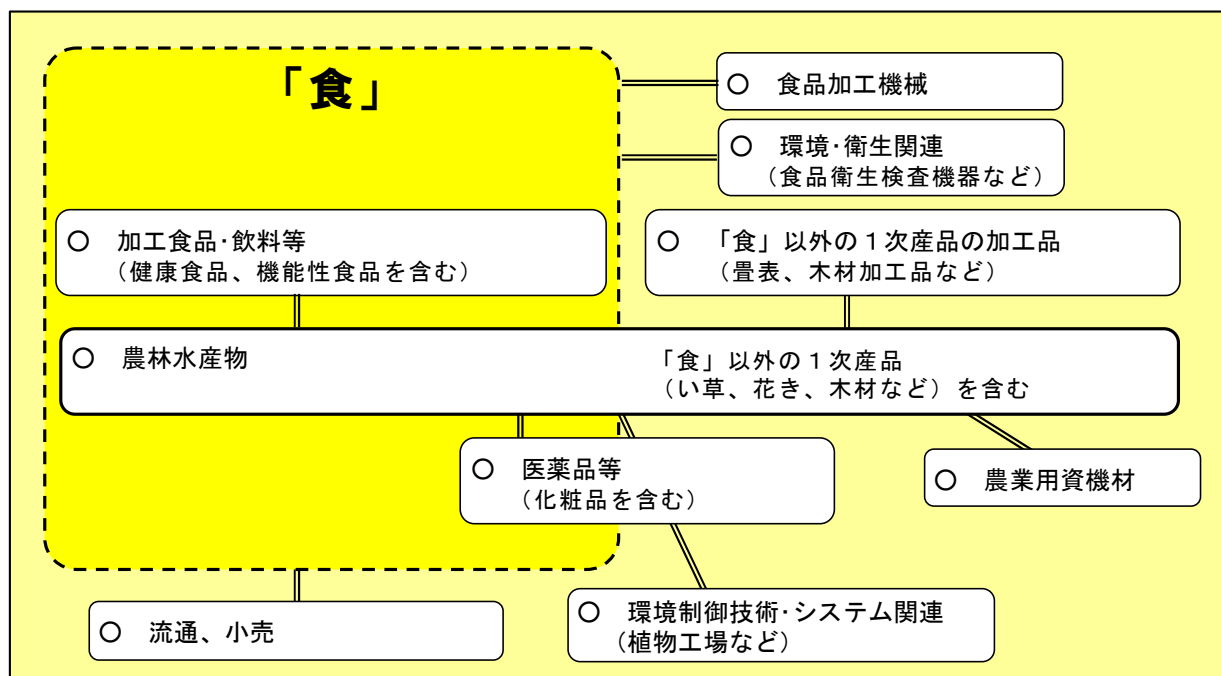 「食」
○ 食品加工機械
○ 環境・衛生関連
（食品衛生検査機器など）
○ 加工食品・飲料等
（健康食品、機能性食品を含む）
○ 「食」以外の１次産品の加工品
（畳表、木材加工品など）
○ 農林水産物
「食」以外の１次産品
（い草、花き、木材など）を含む
○ 医薬品等
（化粧品を含む）
○ 農業用資機材
○ 流通、小売
○ 環境制御技術・システム関連
（植物工場など）